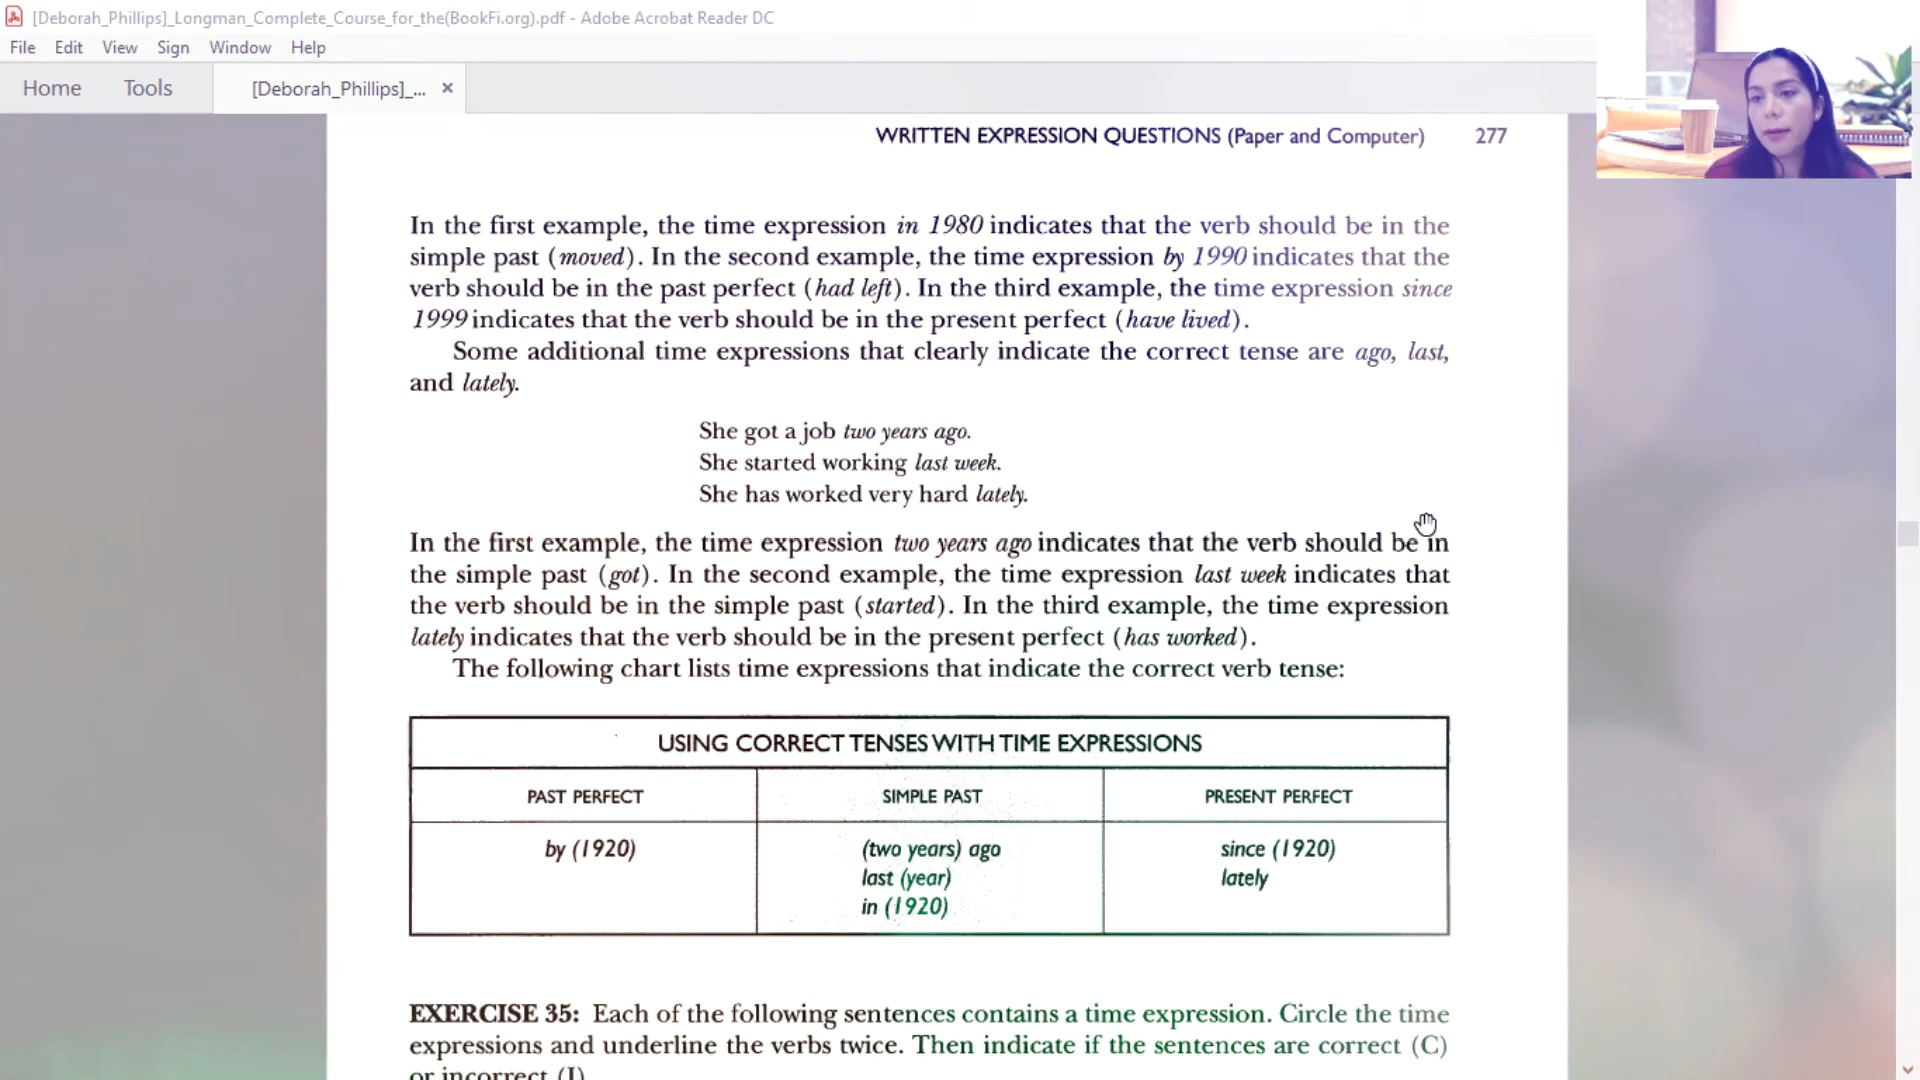 [Deborah_Phillips]_Longman_Complete_Course_for_the(BookFi.org).pdf - Adobe Acrobat Reader DC
File Edit View Sign Window Help
Home Tools [Deborah_Phillips]_... ×
WRITTEN EXPRESSION QUESTIONS (Paper and Computer) 277
In the first example, the time expression in 1980 indicates that the verb should be in the
simple past (moved). In the second example, the time expression by 1990 indicates that the
verb should be in the past perfect (had left). In the third example, the time expression since
1999 indicates that the verb should be in the present perfect (have lived).
Some additional time expressions that clearly indicate the correct tense are ago, last,
and lately.
She got a job two years ago.
She started working last week.
She has worked very hard lately.
In the first example, the time expression two years ago indicates that the verb should be in
the simple past (got). In the second example, the time expression last week indicates that
the verb should be in the simple past (started). In the third example, the time expression
lately indicates that the verb should be in the present perfect (has worked).
The following chart lists time expressions that indicate the correct verb tense:
USING CORRECT TENSES WITH TIME EXPRESSIONS
PAST PERFECT SIMPLE PAST PRESENT PERFECT
by (1920) (two years) ago since (1920)
last (year) lately
in (1920)
EXERCISE 35: Each of the following sentences contains a time expression. Circle the time
expressions and underline the verbs twice. Then indicate if the sentences are correct (C)
or incorrect (I)